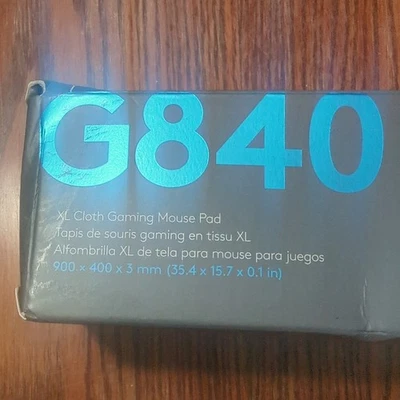 G840
XL Cloth Gaming Mouse Pad
Tapis de souris gaming en tissu XL
Alfombrilla XL de tela para mouse para juegos
900 x 400 x 3 mm (35.4 x 15.7 x 0.1 in)